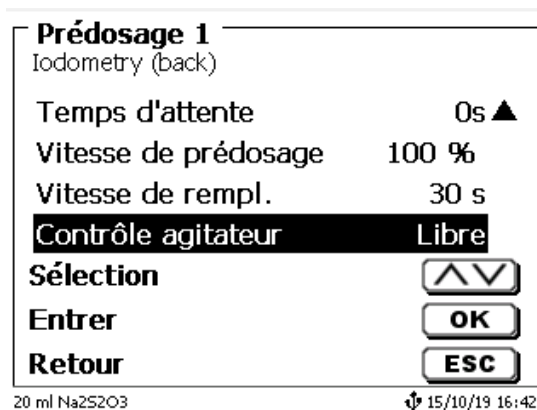 Prédosage 1
Iodometry (back)
Temps d'attente 0s
Vitesse de prédosage 100 %
Vitesse de rempl. 30 s
Contrôle agitateur Libre
Sélection
Entrer OK
Retour ESC
20 ml Na2S2O3 15/10/19 16:42